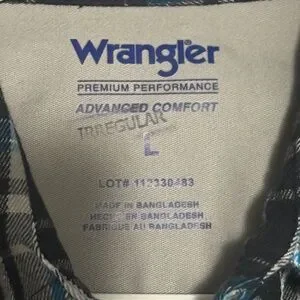 Wrangler
PREMIUM PERFORMANCE
ADVANCED COMFORT
IRREGULAR
L
LOT# 112330483
MADE IN BANGLADESH
HECHO EN BANGLADESH
FABRIQUE AU BANGLADESH